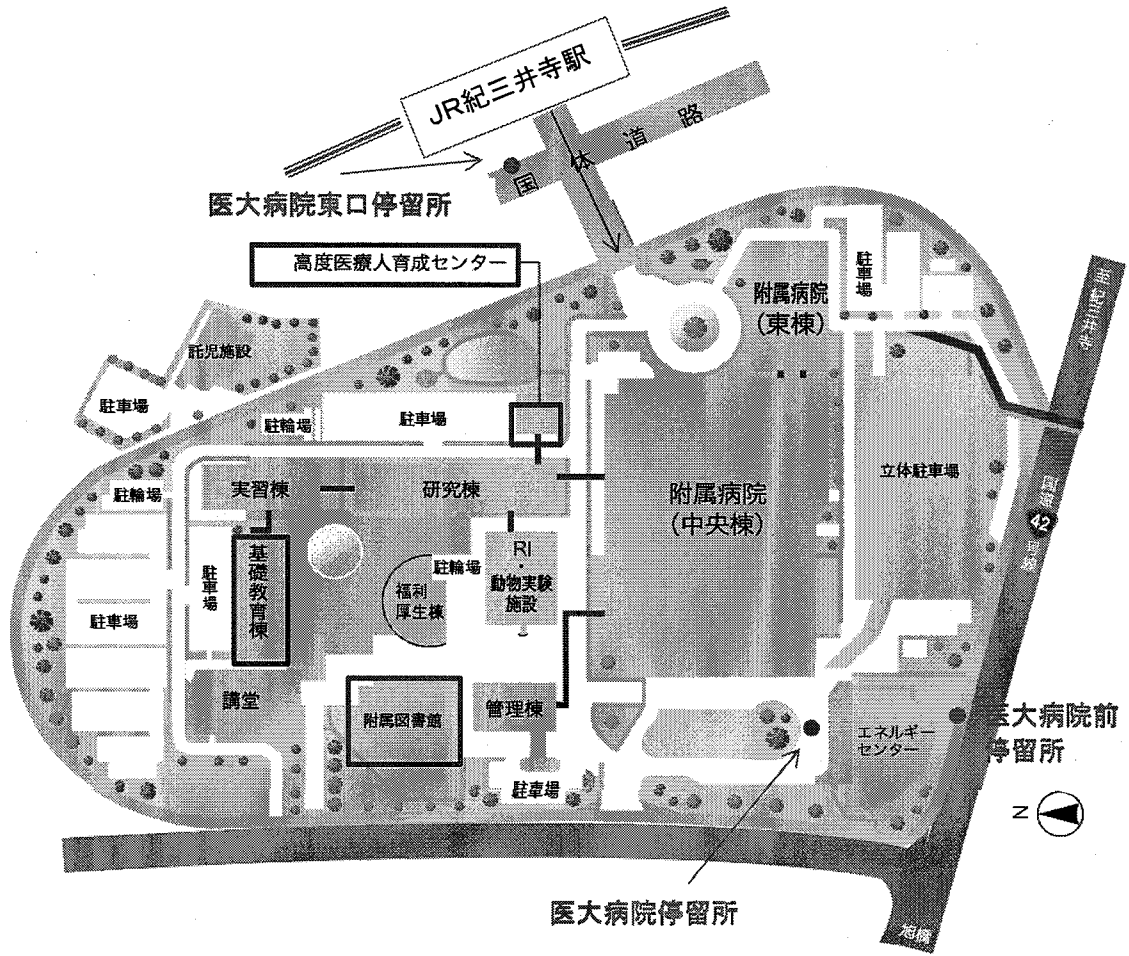 JR紀三井寺駅
国体道路
医大病院東口停留所
高度医療人育成センター
駐車場
附属病院
（東棟）
至紀三井寺
託児施設
駐車場
駐輪場
駐車場
駐輪場
実習棟
研究棟
附属病院
（中央棟）
立体駐車場
国道
42
号線
RI
・
動物実験
施設
駐輪場
福利
厚生棟
基礎教育棟
駐車場
駐車場
講堂
附属図書館
管理棟
駐車場
エネルギー
センター
医大病院前
停留所
N
医大病院停留所
旭橋